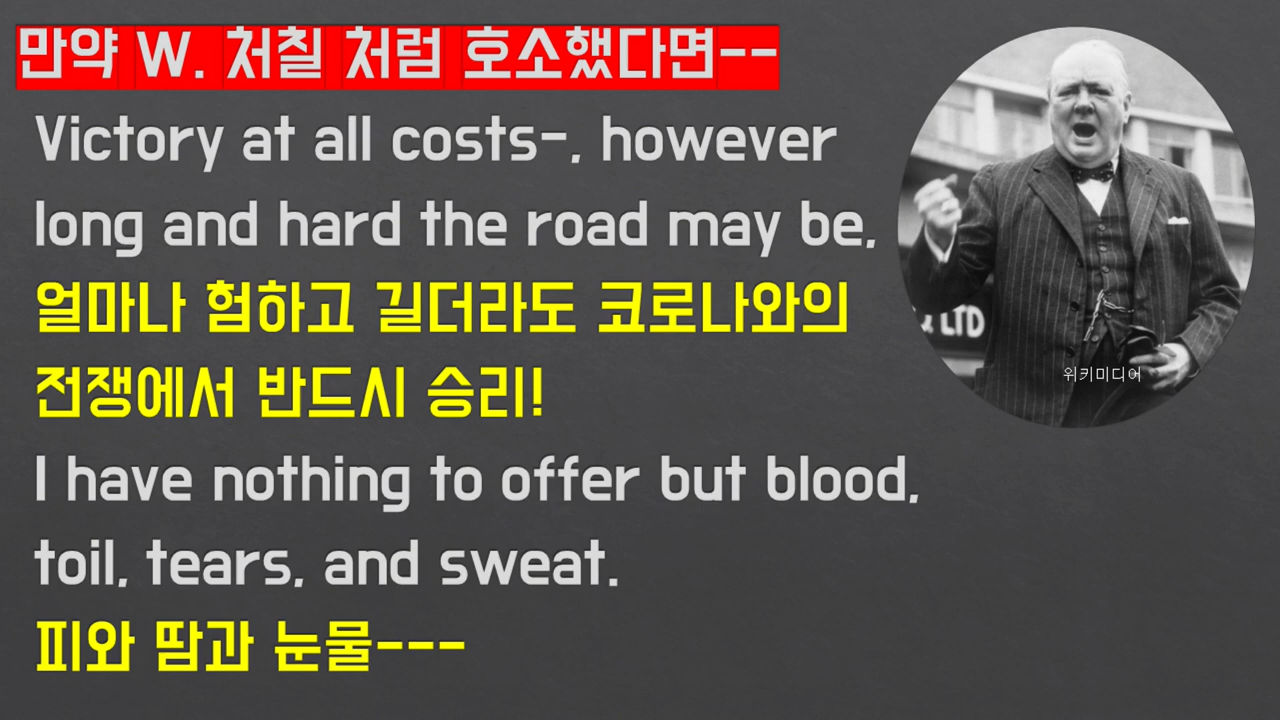 만약 W. 처칠 처럼 호소했다면--
Victory at all costs-, however
long and hard the road may be,
얼마나 험하고 길더라도 코로나와의
전쟁에서 반드시 승리!
I have nothing to offer but blood,
toil, tears, and sweat.
피와 땀과 눈물---
& LTD
위키미디어